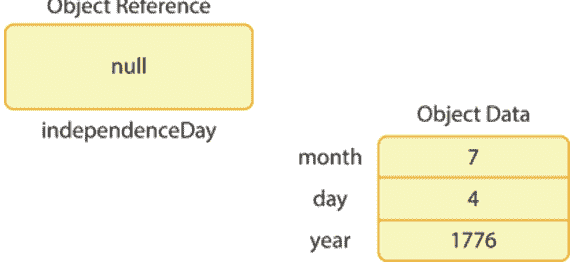 Object Reference
null
independenceDay
Object Data
month 7
day 4
year 1776